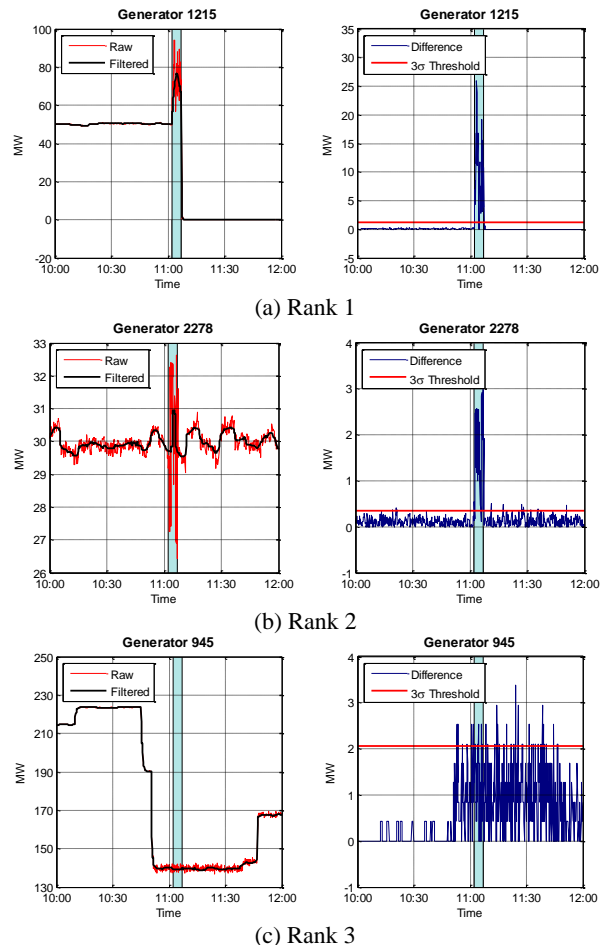 Generator 1215
Raw
Filtered
100
80
60
40
20
0
-20
MW
10:00 10:30 11:00 11:30 12:00
Time
Generator 1215
Difference
3σ Threshold
35
30
25
20
15
10
5
0
-5
MW
10:00 10:30 11:00 11:30 12:00
Time
(a) Rank 1
Generator 2278
Raw
Filtered
33
32
31
30
29
28
27
26
MW
10:00 10:30 11:00 11:30 12:00
Time
Generator 2278
Difference
3σ Threshold
4
3
2
1
0
-1
MW
10:00 10:30 11:00 11:30 12:00
Time
(b) Rank 2
Generator 945
Raw
Filtered
250
230
210
190
170
150
130
MW
10:00 10:30 11:00 11:30 12:00
Time
Generator 945
Difference
3σ Threshold
4
3
2
1
0
-1
MW
10:00 10:30 11:00 11:30 12:00
Time
(c) Rank 3